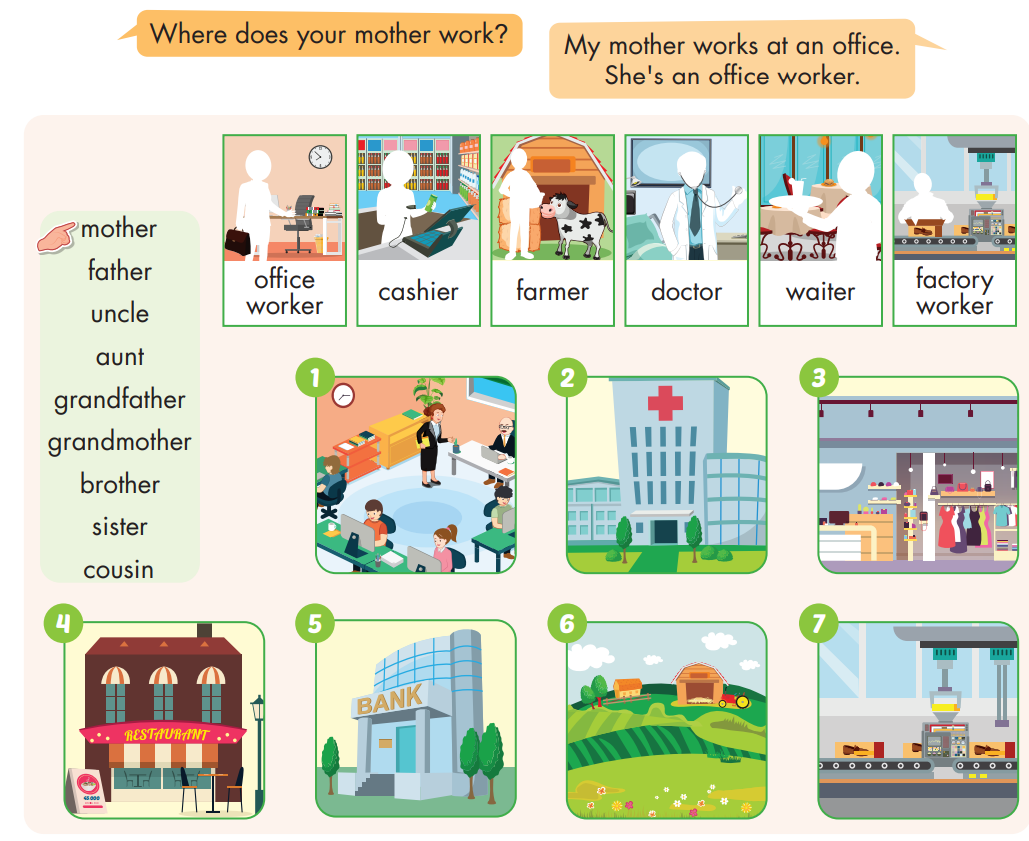 Where does your mother work?
My mother works at an office.
She's an office worker.
mother
father
uncle
aunt
grandfather
grandmother
brother
sister
cousin
office
worker
cashier
farmer
doctor
waiter
factory
worker
1
2
3
4
RESTAURANT
5
BANK
6
7